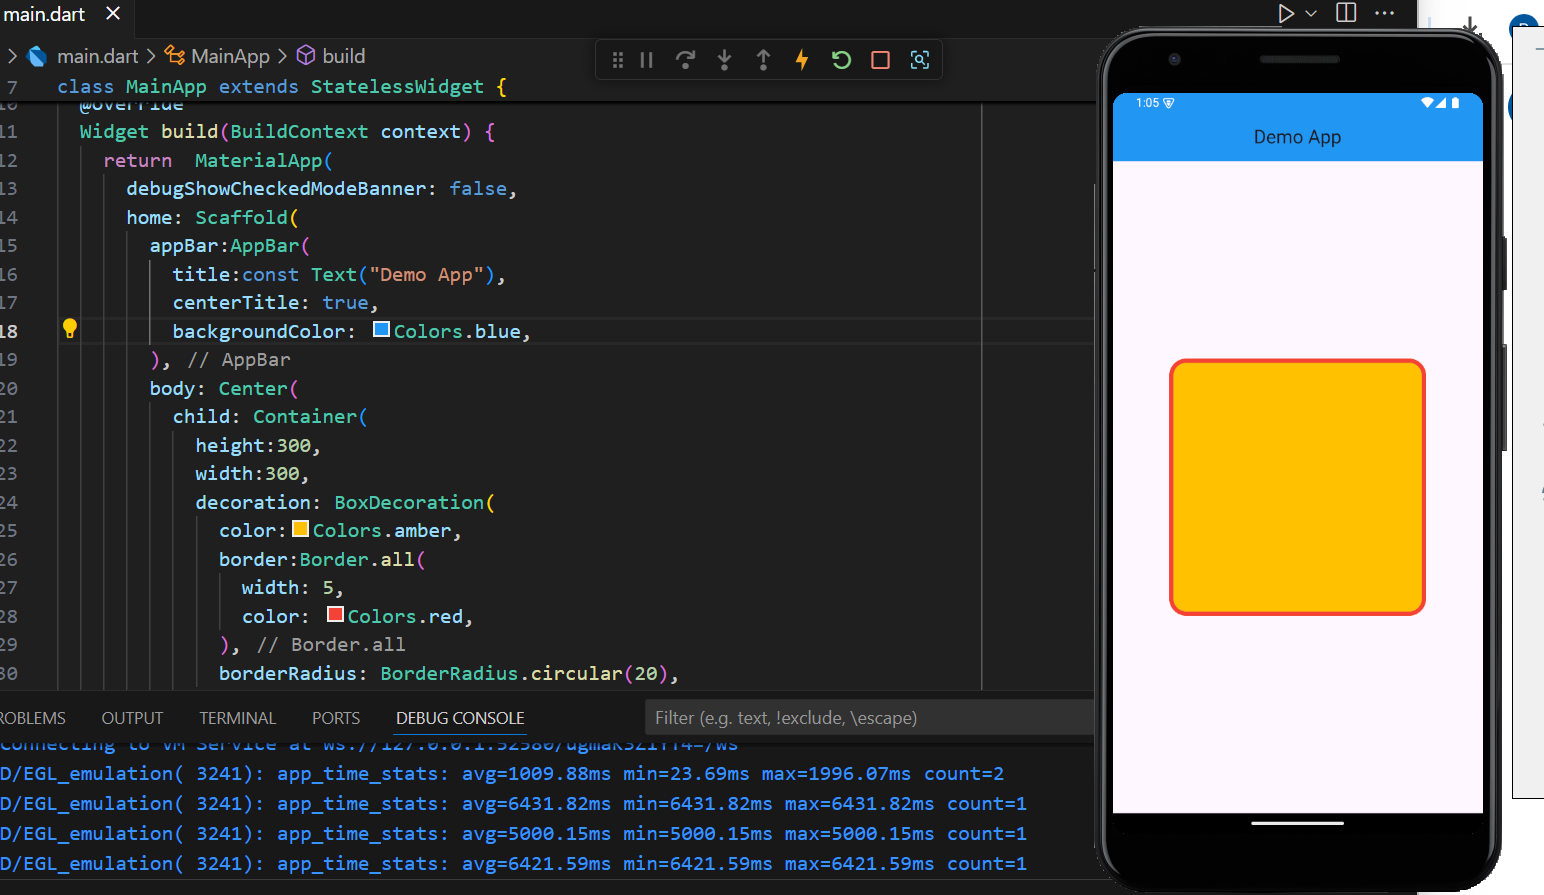 main.dart
main.dart > MainApp > build
7 class MainApp extends StatelessWidget {
10 @override
11 Widget build(BuildContext context) {
12 return MaterialApp(
13 debugShowCheckedModeBanner: false,
14 home: Scaffold(
15 appBar:AppBar(
16 title:const Text("Demo App"),
17 centerTitle: true,
18 backgroundColor: Colors.blue,
19 ), // AppBar
20 body: Center(
21 child: Container(
22 height:300,
23 width:300,
24 decoration: BoxDecoration(
25 color: Colors.amber,
26 border:Border.all(
27 width: 5,
28 color: Colors.red,
29 ), // Border.all
30 borderRadius: BorderRadius.circular(20),
ROBLEMS OUTPUT TERMINAL PORTS DEBUG CONSOLE Filter (e.g. text, !exclude, \escape)
Connecting to VM Service at ws://127.0.0.1:52580/
D/EGL_emulation( 3241): app_time_stats: avg=1009.88ms min=23.69ms max=1996.07ms count=2
D/EGL_emulation( 3241): app_time_stats: avg=6431.82ms min=6431.82ms max=6431.82ms count=1
D/EGL_emulation( 3241): app_time_stats: avg=5000.15ms min=5000.15ms max=5000.15ms count=1
D/EGL_emulation( 3241): app_time_stats: avg=6421.59ms min=6421.59ms max=6421.59ms count=1
1:05
Demo App